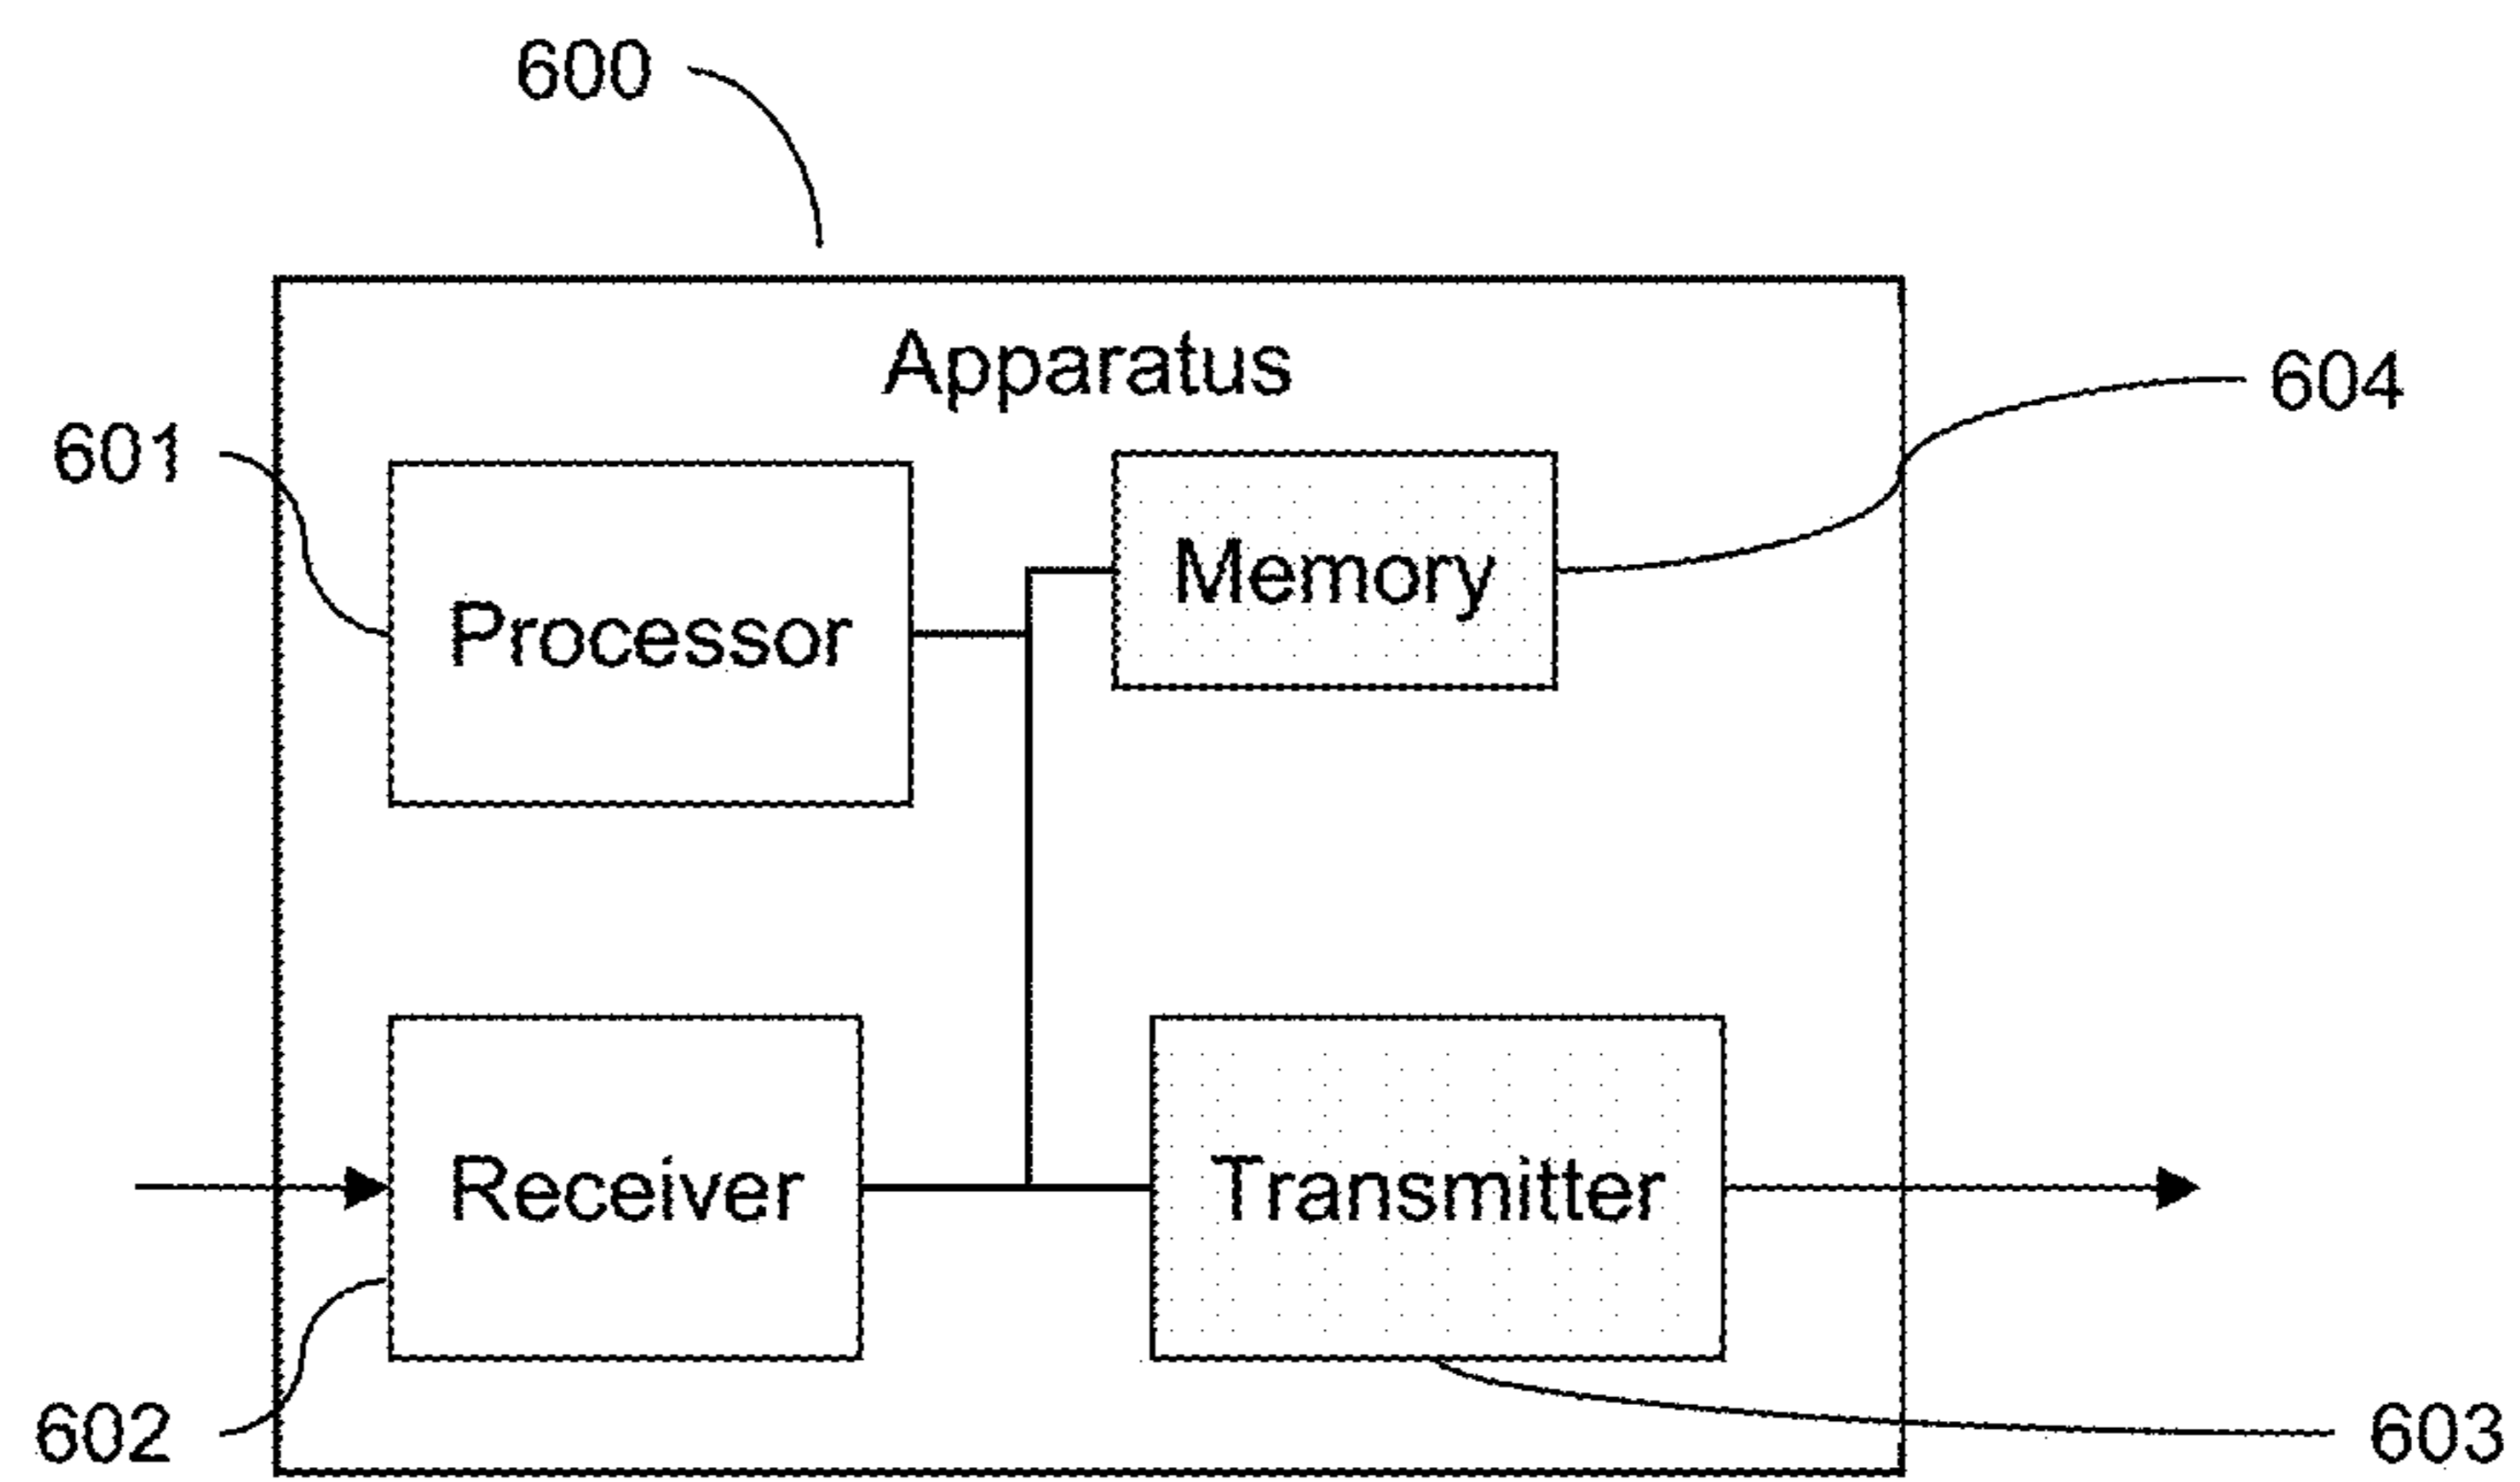 600
Apparatus
604
601
Memory
Processor
Receiver
Transmitter
602
603